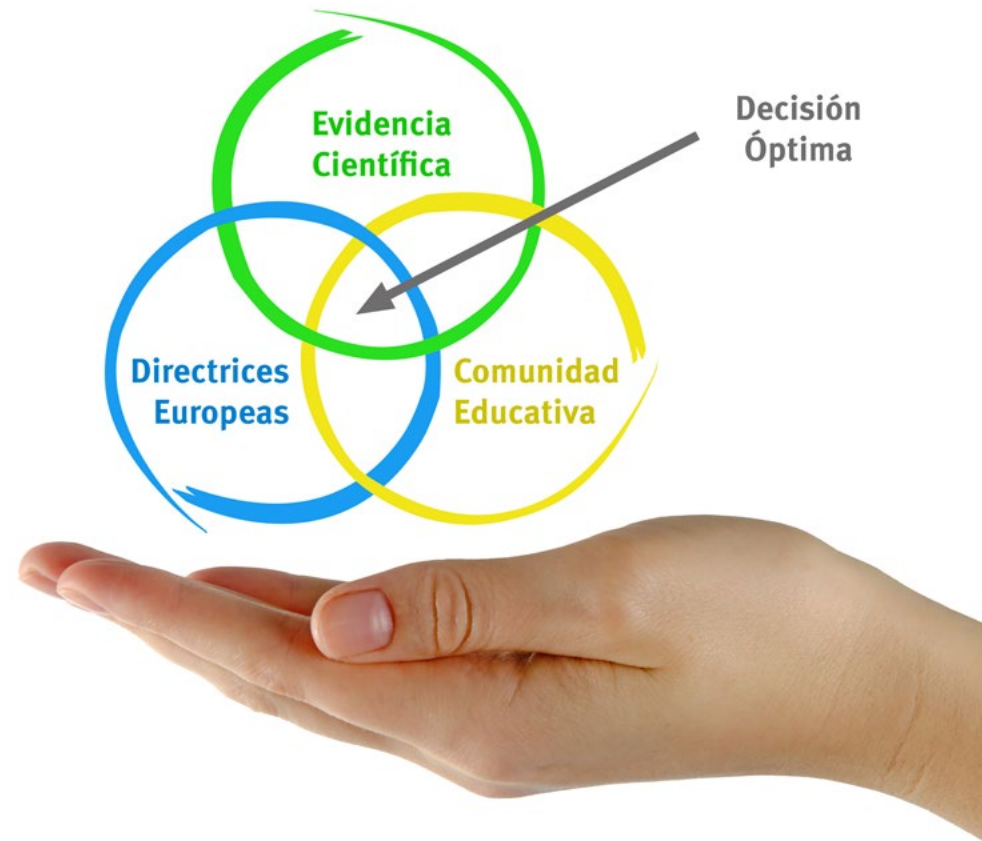 Evidencia
Científica
Decisión
Óptima
Directrices
Europeas
Comunidad
Educativa